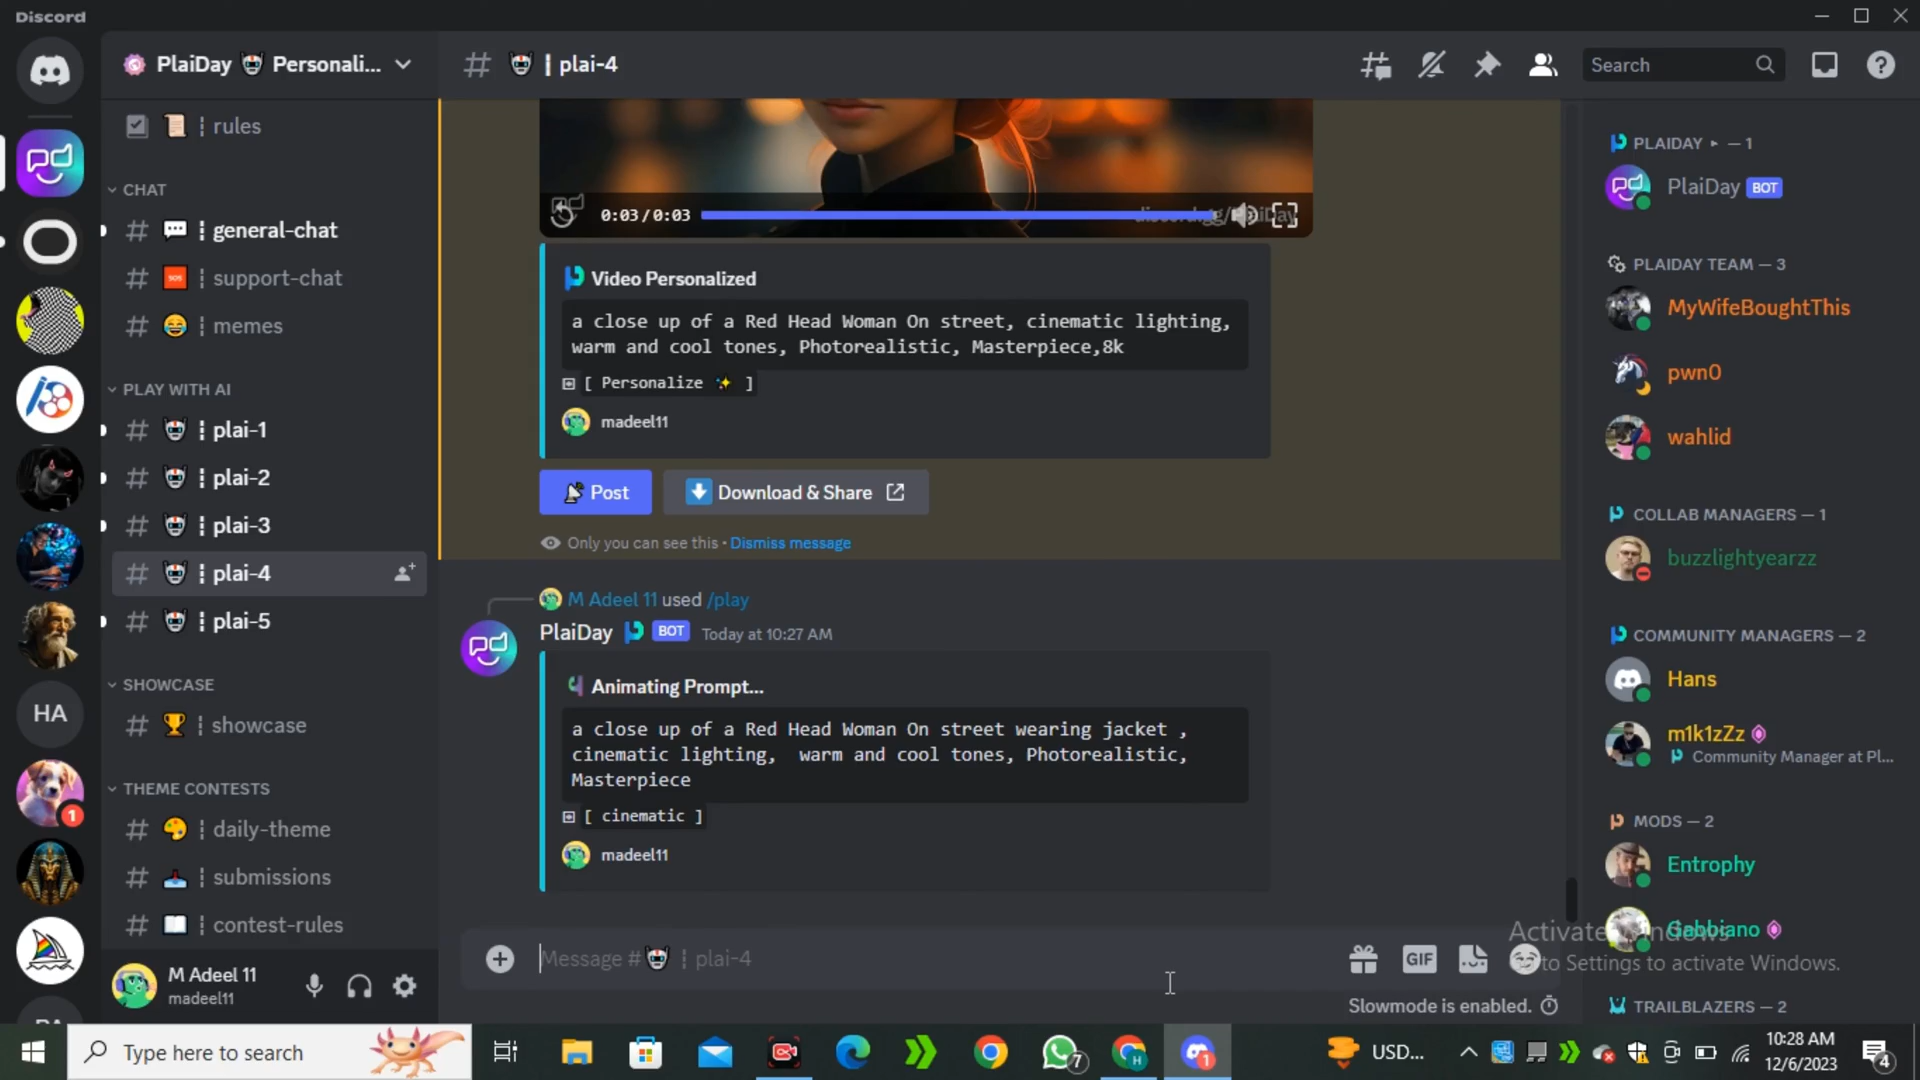 Discord
PlaiDay Personali...
plai-4
Search
rules
CHAT
general-chat
support-chat
memes
PLAY WITH AI
plai-1
plai-2
plai-3
plai-4
plai-5
SHOWCASE
showcase
THEME CONTESTS
daily-theme
submissions
contest-rules
HA
1
M Adeel 11
madeel11
0:03/0:03
discord.gg/PlaiDay
Video Personalized
a close up of a Red Head Woman On street, cinematic lighting,
warm and cool tones, Photorealistic, Masterpiece,8k
[ Personalize ✨ ]
madeel11
Post
Download & Share
Only you can see this • Dismiss message
M Adeel 11 used /play
PlaiDay BOT Today at 10:27 AM
Animating Prompt...
a close up of a Red Head Woman On street wearing jacket ,
cinematic lighting, warm and cool tones, Photorealistic,
Masterpiece
[ cinematic ]
madeel11
Message # plai-4
GIF
Slowmode is enabled.
PLAIDAY ▸ — 1
PlaiDay BOT
PLAIDAY TEAM — 3
MyWifeBoughtThis
pwn0
wahlid
COLLAB MANAGERS — 1
buzzlightyearzz
COMMUNITY MANAGERS — 2
Hans
m1k1zZz
Community Manager at Pl...
MODS — 2
Entrophy
Gabbiano
TRAILBLAZERS — 2
Activate Windows
to Settings to activate Windows.
Type here to search
7
1
USD...
10:28 AM
12/6/2023
4